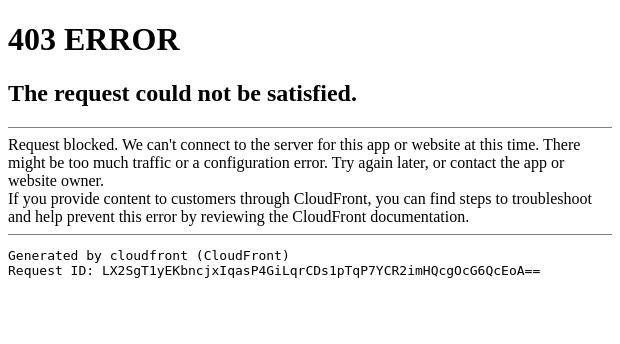 403 ERROR
The request could not be satisfied.
Request blocked. We can't connect to the server for this app or website at this time. There
might be too much traffic or a configuration error. Try again later, or contact the app or
website owner.
If you provide content to customers through CloudFront, you can find steps to troubleshoot
and help prevent this error by reviewing the CloudFront documentation.
Generated by cloudfront (CloudFront)
Request ID: LX2SgT1yEKbncjxIqasP4GiLqrCDs1pTqP7YCR2imHQcgOcG6QcEoA==